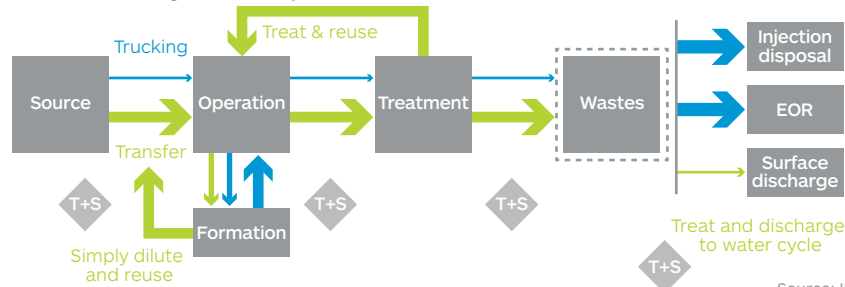 Treat & reuse
Trucking
Injection
disposal
Source
Operation
Treatment
Wastes
EOR
Transfer
Surface
discharge
T+S
T+S
T+S
Formation
Treat and discharge
to water cycle
Simply dilute
and reuse
T+S